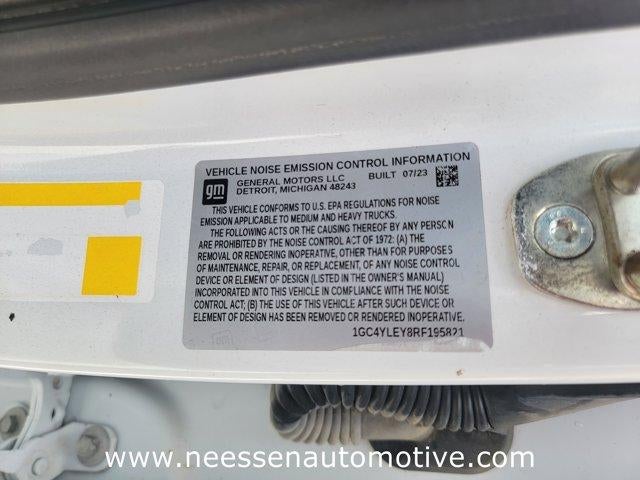 VEHICLE NOISE EMISSION CONTROL INFORMATION
gm
GENERAL MOTORS LLC BUILT 07/23
DETROIT, MICHIGAN 48243
THIS VEHICLE CONFORMS TO U.S. EPA REGULATIONS FOR NOISE
EMISSION APPLICABLE TO MEDIUM AND HEAVY TRUCKS.
THE FOLLOWING ACTS OR THE CAUSING THEREOF BY ANY PERSON
ARE PROHIBITED BY THE NOISE CONTROL ACT OF 1972: (A) THE
REMOVAL OR RENDERING INOPERATIVE, OTHER THAN FOR PURPOSES
OF MAINTENANCE, REPAIR, OR REPLACEMENT, OF ANY NOISE CONTROL
DEVICE OR ELEMENT OF DESIGN (LISTED IN THE OWNER'S MANUAL)
INCORPORATED INTO THIS VEHICLE IN COMPLIANCE WITH THE NOISE
CONTROL ACT; (B) THE USE OF THIS VEHICLE AFTER SUCH DEVICE OR
ELEMENT OF DESIGN HAS BEEN REMOVED OR RENDERED INOPERATIVE.
1GC4YLEY8RF195821
www.neessenautomotive.com